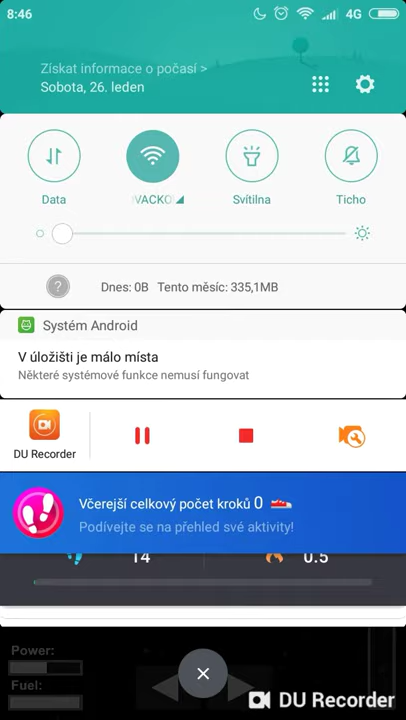 8:46
4G
Získat informace o počasí >
Sobota, 26. leden
Data
VACKO
Svítilna
Ticho
Dnes: 0B Tento měsíc: 335,1MB
Systém Android
V úložišti je málo místa
Některé systémové funkce nemusí fungovat
DU Recorder
Včerejší celkový počet kroků 0
Podívejte se na přehled své aktivity!
14
0.5
Power:
Fuel:
DU Recorder